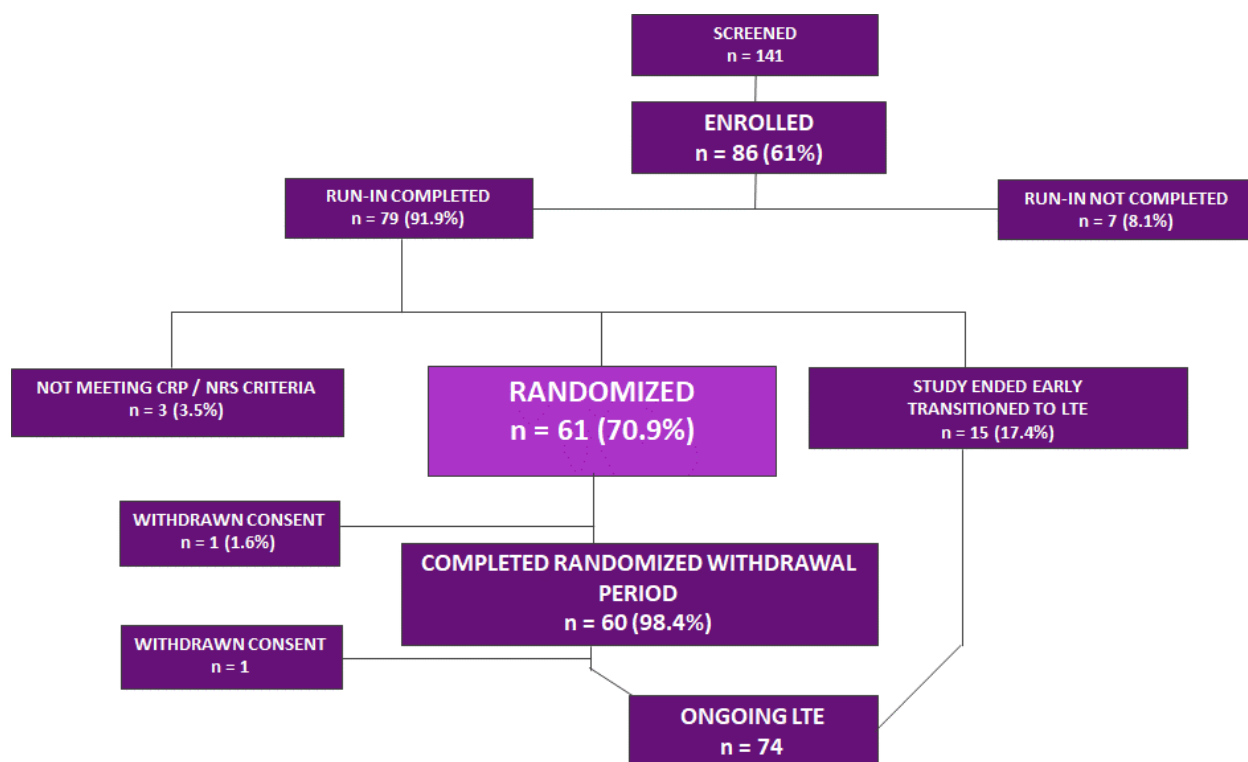 SCREENED
n = 141
ENROLLED
n = 86 (61%)
RUN-IN COMPLETED
n = 79 (91.9%)
RUN-IN NOT COMPLETED
n = 7 (8.1%)
NOT MEETING CRP / NRS CRITERIA
n = 3 (3.5%)
RANDOMIZED
n = 61 (70.9%)
STUDY ENDED EARLY
TRANSITIONED TO LTE
n = 15 (17.4%)
WITHDRAWN CONSENT
n = 1 (1.6%)
COMPLETED RANDOMIZED WITHDRAWAL
PERIOD
n = 60 (98.4%)
WITHDRAWN CONSENT
n = 1
ONGOING LTE
n = 74